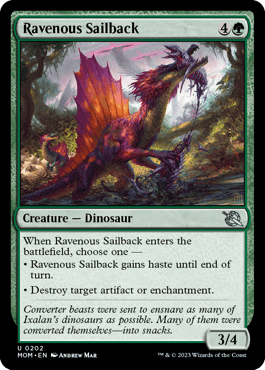 Ravenous Sailback 4
Creature — Dinosaur
When Ravenous Sailback enters the
battlefield, choose one —
• Ravenous Sailback gains haste until end of
turn.
• Destroy target artifact or enchantment.
Converter beasts were sent to ensnare as many of
Ixalan's dinosaurs as possible. Many of them were
converted themselves—into snacks.
3/4
U 0202
MOM • EN Andrew Mar
™ & © 2023 Wizards of the Coast